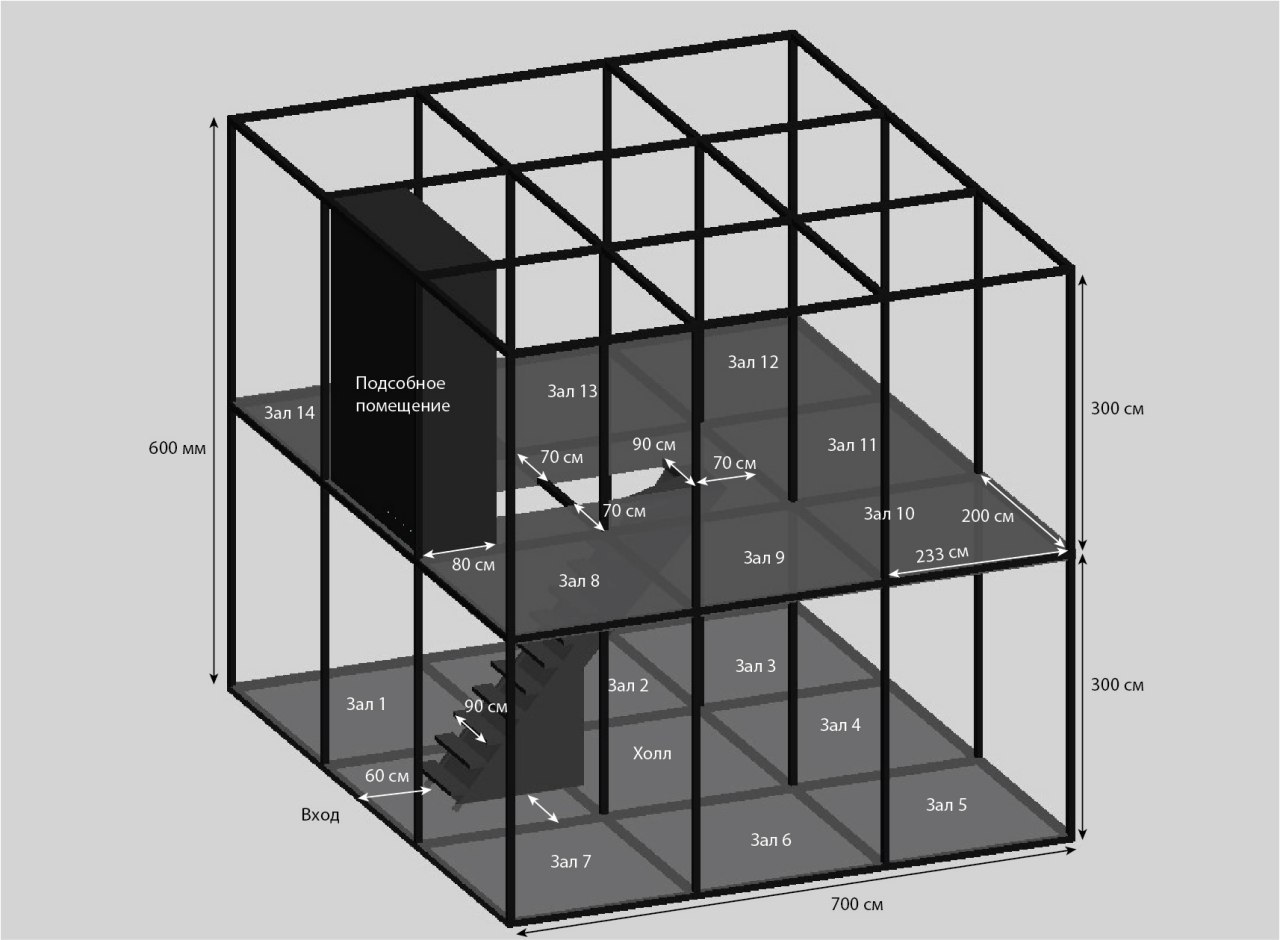 Зал 12
Подсобное
помещение
Зал 13
Зал 14
300 см
600 мм
90 см
Зал 11
70 см
70 см
70 см
Зал 10
200 см
80 см
Зал 8
Зал 9
233 см
Зал 3
Зал 2
300 см
Зал 1
90 см
Зал 4
Холл
60 см
Вход
Зал 5
Зал 6
Зал 7
700 см